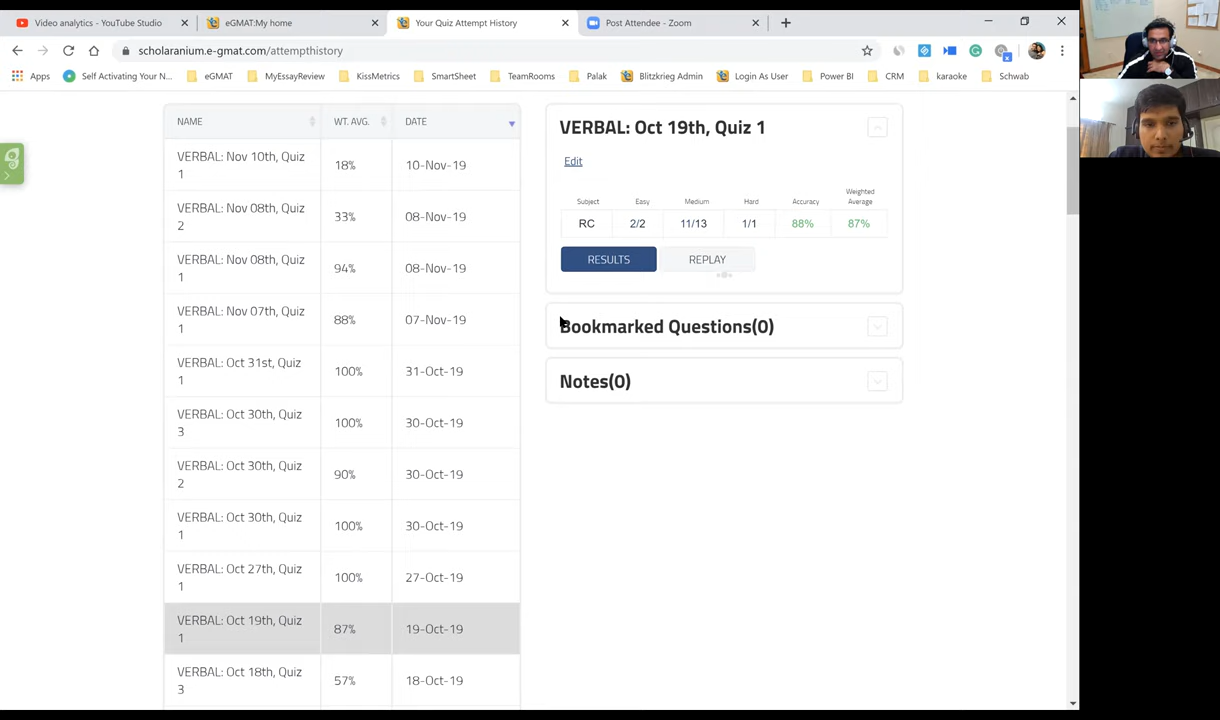 Video analytics - YouTube Studio
eGMAT:My home
Your Quiz Attempt History
Post Attendee - Zoom
scholaranium.e-gmat.com/attempthistory
Apps
Self Activating Your N...
eGMAT
MyEssayReview
KissMetrics
SmartSheet
TeamRooms
Palak
Blitzkrieg Admin
Login As User
Power BI
CRM
karaoke
Schwab
NAME WT. AVG. DATE
VERBAL: Nov 10th, Quiz
1
18% 10-Nov-19
VERBAL: Nov 08th, Quiz
2
33% 08-Nov-19
VERBAL: Nov 08th, Quiz
1
94% 08-Nov-19
VERBAL: Nov 07th, Quiz
1
88% 07-Nov-19
VERBAL: Oct 31st, Quiz
1
100% 31-Oct-19
VERBAL: Oct 30th, Quiz
3
100% 30-Oct-19
VERBAL: Oct 30th, Quiz
2
90% 30-Oct-19
VERBAL: Oct 30th, Quiz
1
100% 30-Oct-19
VERBAL: Oct 27th, Quiz
1
100% 27-Oct-19
VERBAL: Oct 19th, Quiz
1
87% 19-Oct-19
VERBAL: Oct 18th, Quiz
3
57% 18-Oct-19
VERBAL: Oct 19th, Quiz 1
Edit
Subject Easy Medium Hard Accuracy Weighted
Average
RC 2/2 11/13 1/1 88% 87%
RESULTS
REPLAY
Bookmarked Questions(0)
Notes(0)